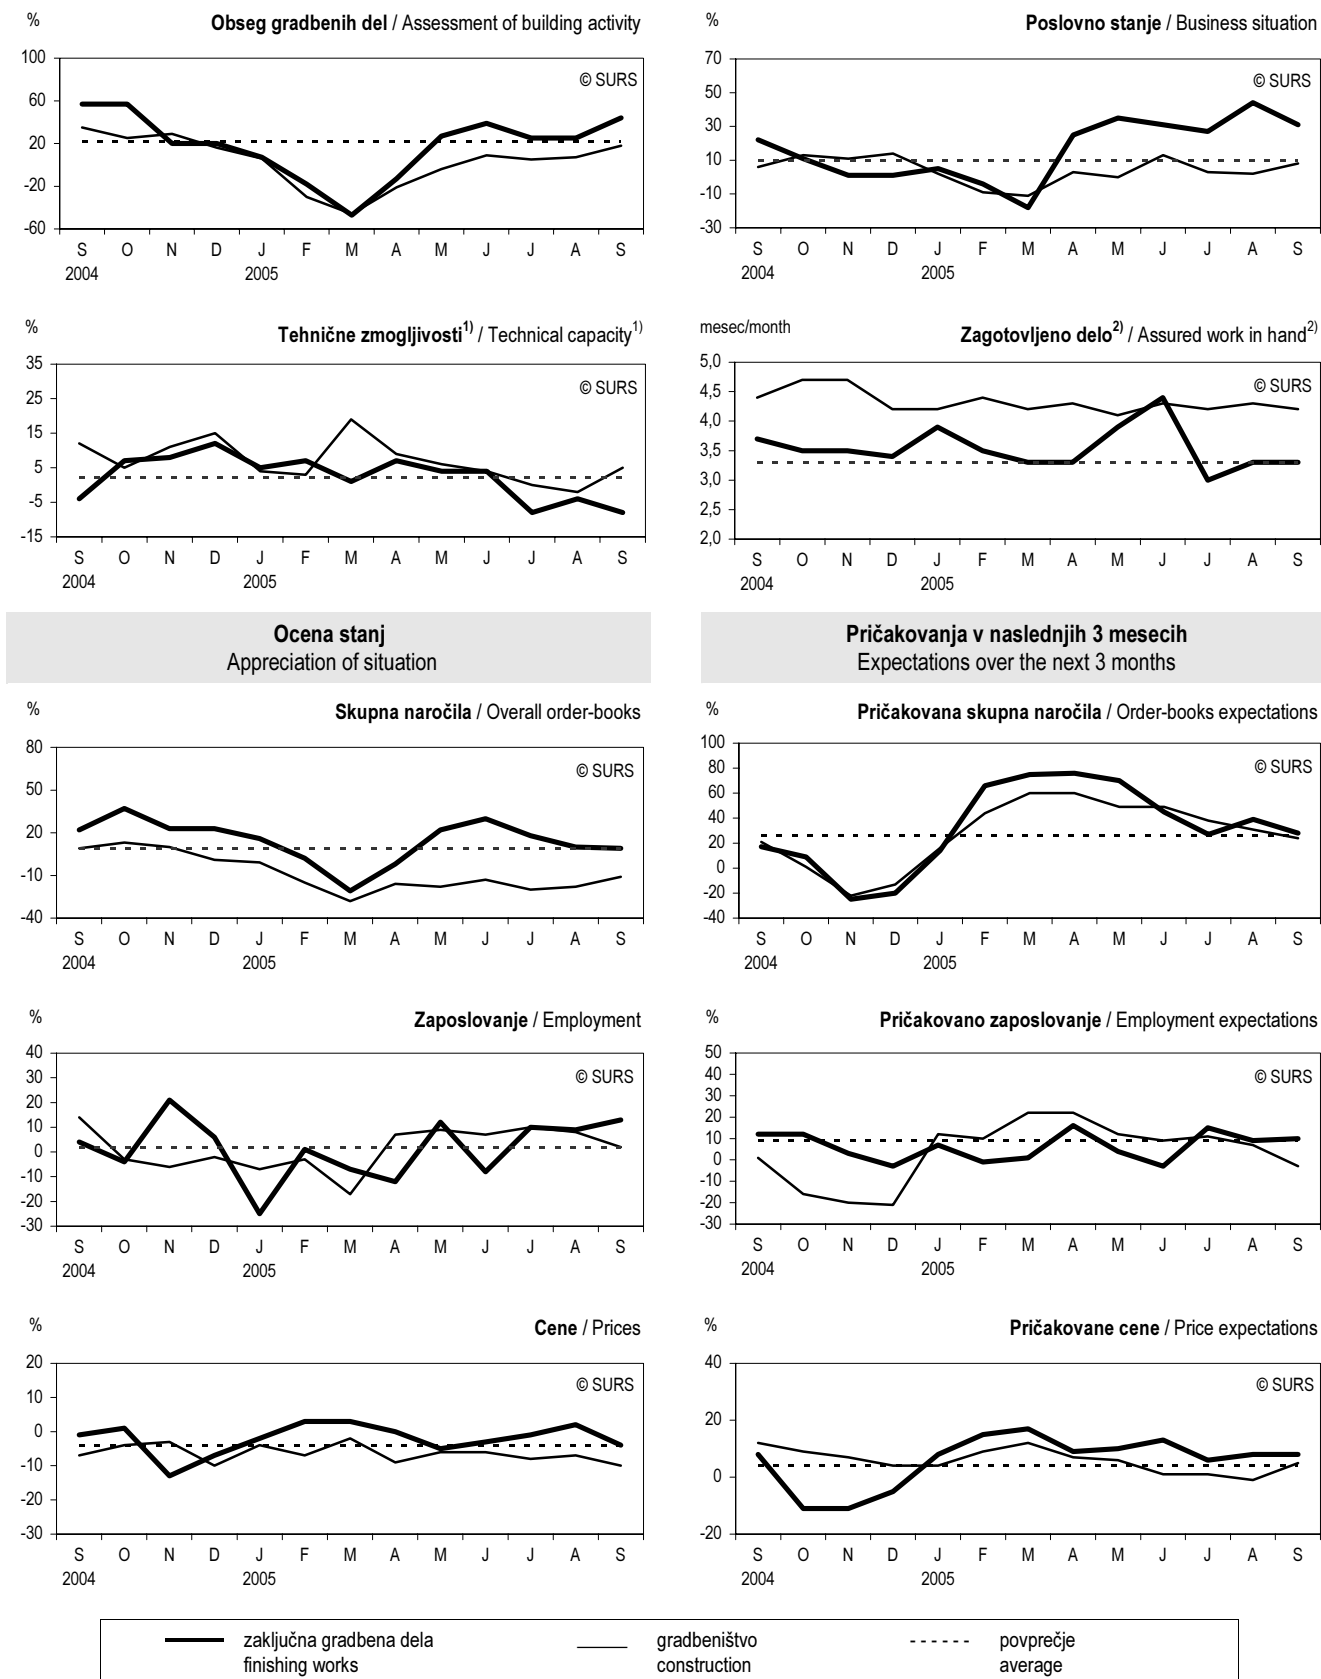 % Obseg gradbenih del / Assessment of building activity
100
60
20
-20
-60
© SURS
S O N D J F M A M J J A S
2004 2005
% Poslovno stanje / Business situation
70
50
30
10
-10
-30
© SURS
S O N D J F M A M J J A S
2004 2005
% Tehnične zmogljivosti1) / Technical capacity1)
35
25
15
5
-5
-15
© SURS
S O N D J F M A M J J A S
2004 2005
mesec/month Zagotovljeno delo2) / Assured work in hand2)
5,0
4,5
4,0
3,5
3,0
2,5
2,0
© SURS
S O N D J F M A M J J A S
2004 2005
Ocena stanj
Appreciation of situation
Pričakovanja v naslednjih 3 mesecih
Expectations over the next 3 months
% Skupna naročila / Overall order-books
80
50
20
-10
-40
© SURS
S O N D J F M A M J J A S
2004 2005
% Pričakovana skupna naročila / Order-books expectations
100
80
60
40
20
0
-20
-40
© SURS
S O N D J F M A M J J A S
2004 2005
% Zaposlovanje / Employment
40
30
20
10
0
-10
-20
-30
© SURS
S O N D J F M A M J J A S
2004 2005
% Pričakovano zaposlovanje / Employment expectations
50
40
30
20
10
0
-10
-20
-30
© SURS
S O N D J F M A M J J A S
2004 2005
% Cene / Prices
20
10
0
-10
-20
-30
© SURS
S O N D J F M A M J J A S
2004 2005
% Pričakovane cene / Price expectations
40
20
0
-20
© SURS
S O N D J F M A M J J A S
2004 2005
zaključna gradbena dela
finishing works
gradbeništvo
construction
povprečje
average